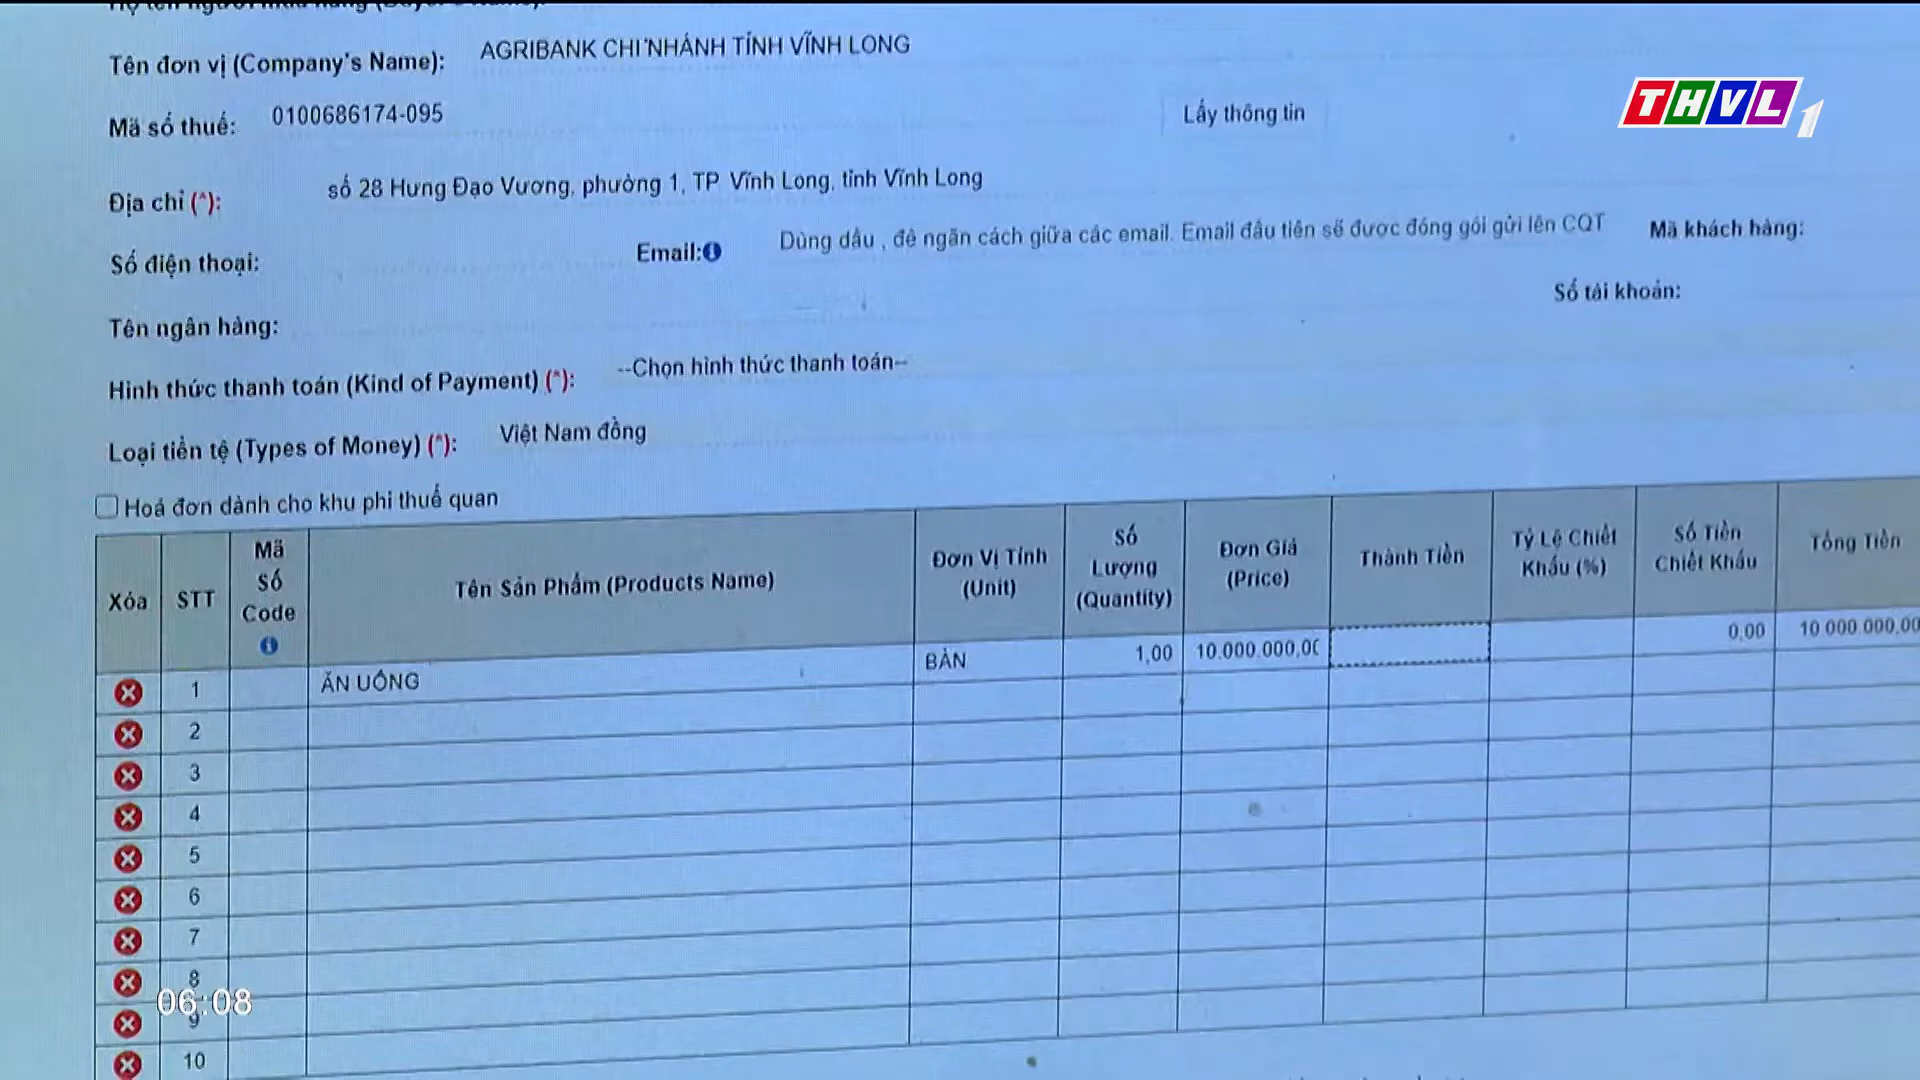 Tên đơn vị (Company's Name): AGRIBANK CHI NHÁNH TỈNH VĨNH LONG
THVL 1
Mã số thuế: 0100686174-095 Lấy thông tin
Địa chỉ (*): số 28 Hưng Đạo Vương, phường 1, TP Vĩnh Long, tỉnh Vĩnh Long
Số điện thoại: Email: Dùng dấu , để ngăn cách giữa các email. Email đầu tiên sẽ được đóng gói gửi lên CQT Mã khách hàng:
Tên ngân hàng: Số tài khoản:
Hình thức thanh toán (Kind of Payment) (*): --Chọn hình thức thanh toán--
Loại tiền tệ (Types of Money) (*): Việt Nam đồng
Hoá đơn dành cho khu phi thuế quan
Xóa STT Mã Số Code Tên Sản Phẩm (Products Name) Đơn Vị Tính (Unit) Số Lượng (Quantity) Đơn Giá (Price) Thành Tiền Tỷ Lệ Chiết Khấu (%) Số Tiền Chiết Khấu Tổng Tiền
1 ĂN UỐNG BÀN 1,00 10.000.000,00 0,00 10.000.000,00
2
3
4
5
6
7
8
06:08
9
10